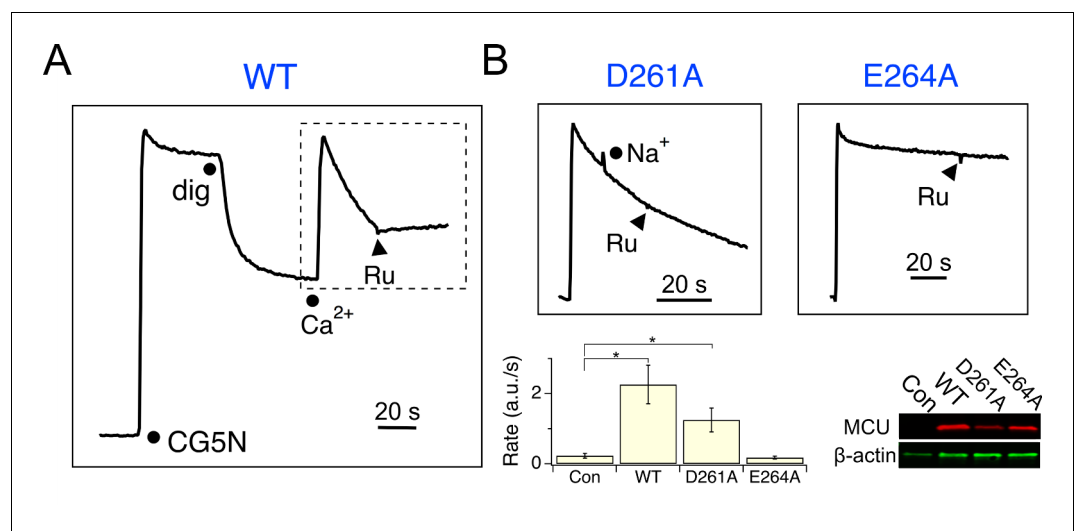 A
WT
dig
Ru
Ca2+
20 s
CG5N
B
D261A
Na+
Ru
20 s
E264A
Ru
20 s
Rate (a.u./s)
2
0
*
*
Con WT D261A E264A
Con WT D261A E264A
MCU
β-actin